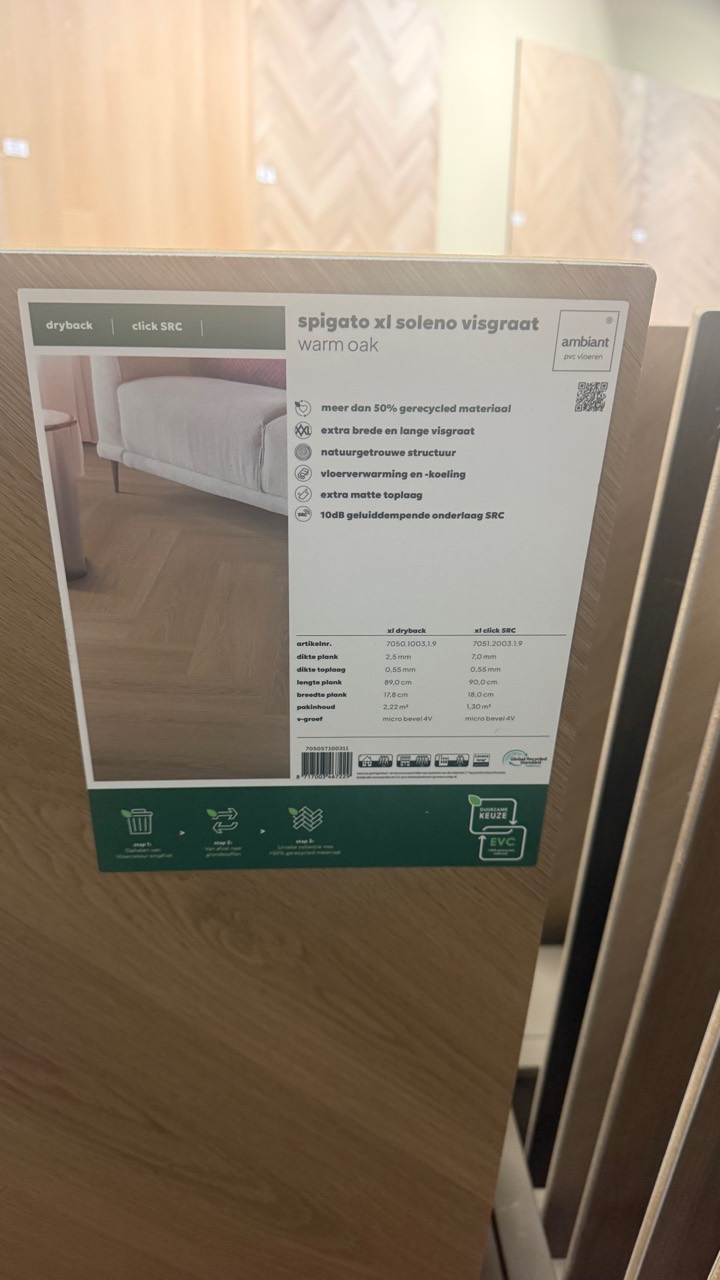 dryback | click SRC |
spigato xl soleno visgraat
warm oak
ambiant
pvc vloeren
meer dan 50% gerecycled materiaal
XXL
extra brede en lange visgraat
natuurgetrouwe structuur
vloerverwarming en -koeling
extra matte toplaag
SRC
10dB geluiddempende onderlaag SRC
xl dryback xl click SRC
artikelnr. 7050.1003.1.9 7051.2003.1.9
dikte plank 2,5 mm 7,0 mm
dikte toplaag 0,55 mm 0,55 mm
lengte plank 89,0 cm 90,0 cm
breedte plank 17,8 cm 18,0 cm
pakinhoud 2,22 m² 1,30 m²
v-groef micro bevel 4V micro bevel 4V
Global Recycled
Standard
DUURZAME
KEUZE
EVC
stap 1:
stap 2:
stap 3: